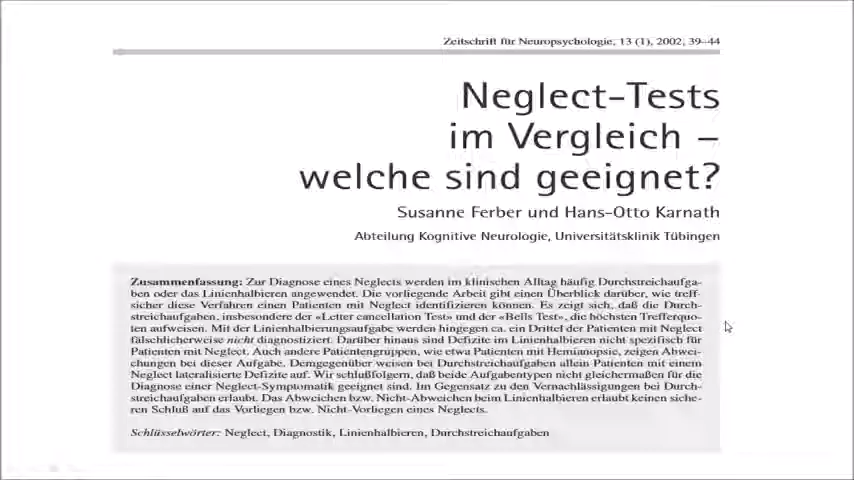 Zeitschrift für Neuropsychologie, 13 (1), 2002, 39–44
Neglect-Tests
im Vergleich –
welche sind geeignet?
Susanne Ferber und Hans-Otto Karnath
Abteilung Kognitive Neurologie, Universitätsklinik Tübingen
Zusammenfassung: Zur Diagnose eines Neglects werden im klinischen Alltag häufig Durchstreichaufga-
ben oder das Linienhalbieren angewendet. Die vorliegende Arbeit gibt einen Überblick darüber, wie treff-
sicher diese Verfahren einen Patienten mit Neglect identifizieren können. Es zeigt sich, daß die Durch-
streichaufgaben, insbesondere der «Letter cancellation Test» und der «Bells Test», die höchsten Trefferquo-
ten aufweisen. Mit der Linienhalbierungsaufgabe werden hingegen ca. ein Drittel der Patienten mit Neglect
fälschlicherweise nicht diagnostiziert. Darüber hinaus sind Defizite im Linienhalbieren nicht spezifisch für
Patienten mit Neglect. Auch andere Patientengruppen, wie etwa Patienten mit Hemianopsie, zeigen Abwei-
chungen bei dieser Aufgabe. Demgegenüber weisen bei Durchstreichaufgaben allein Patienten mit einem
Neglect lateralisierte Defizite auf. Wir schlußfolgern, daß beide Aufgabentypen nicht gleichermaßen für die
Diagnose einer Neglect-Symptomatik geeignet sind. Im Gegensatz zu den Vernachlässigungen bei Durch-
streichaufgaben erlaubt. Das Abweichen bzw. Nicht-Abweichen beim Linienhalbieren erlaubt keinen siche-
ren Schluß auf das Vorliegen bzw. Nicht-Vorliegen eines Neglects.
Schlüsselwörter: Neglect, Diagnostik, Linienhalbieren, Durchstreichaufgaben